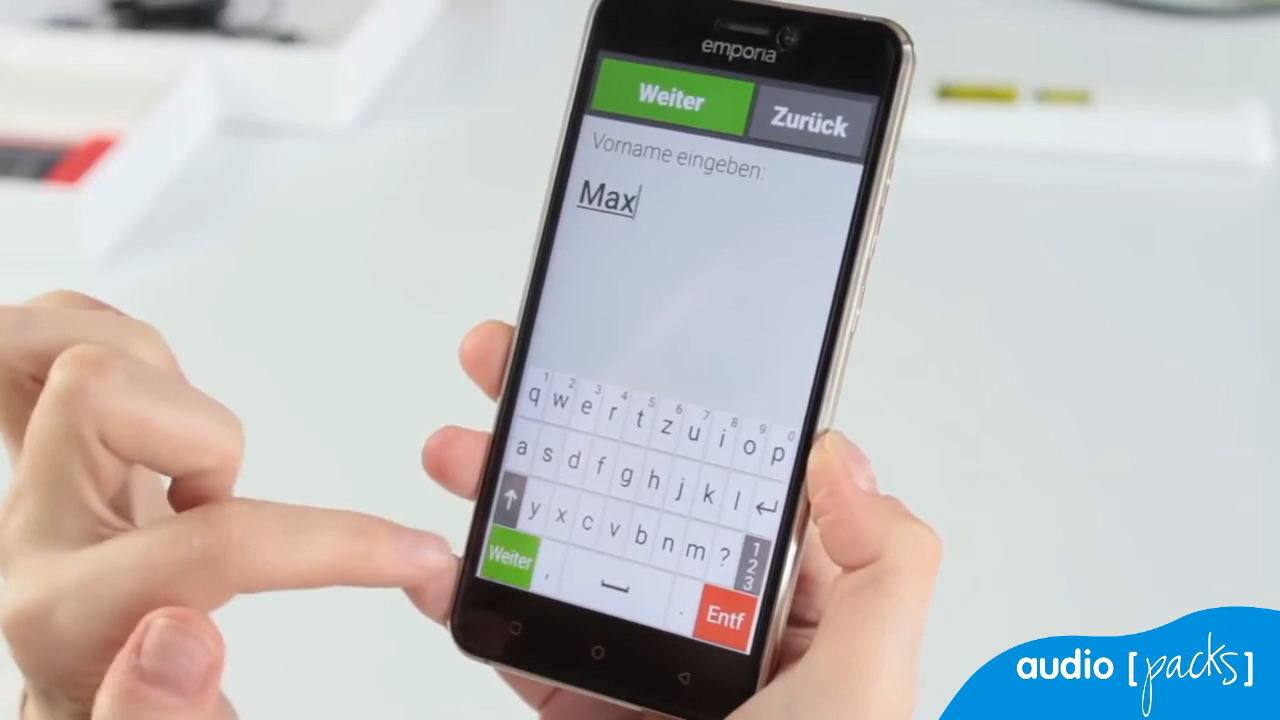 emporia
Weiter Zurück
Vorname eingeben:
Max
1 2 3 4 5 6 7 8 9 0
q w e r t z u i o p
a s d f g h j k l
y x c v b n m ? 1 2 3
Weiter , . Entf
audio [packs]